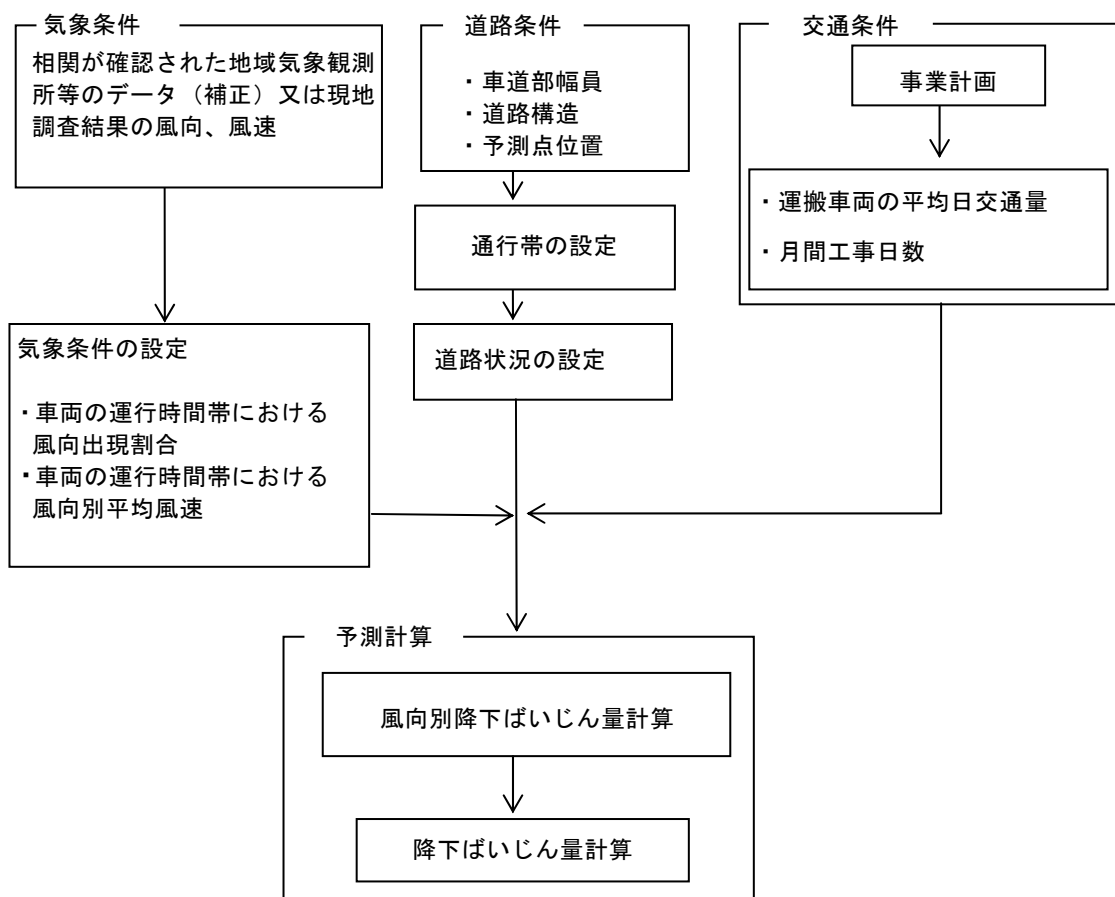 気象条件
相関が確認された地域気象観測
所等のデータ（補正）又は現地
調査結果の風向、風速
道路条件
・車道部幅員
・道路構造
・予測点位置
交通条件
事業計画
・運搬車両の平均日交通量
・月間工事日数
通行帯の設定
道路状況の設定
気象条件の設定
・車両の運行時間帯における
風向出現割合
・車両の運行時間帯における
風向別平均風速
予測計算
風向別降下ばいじん量計算
降下ばいじん量計算